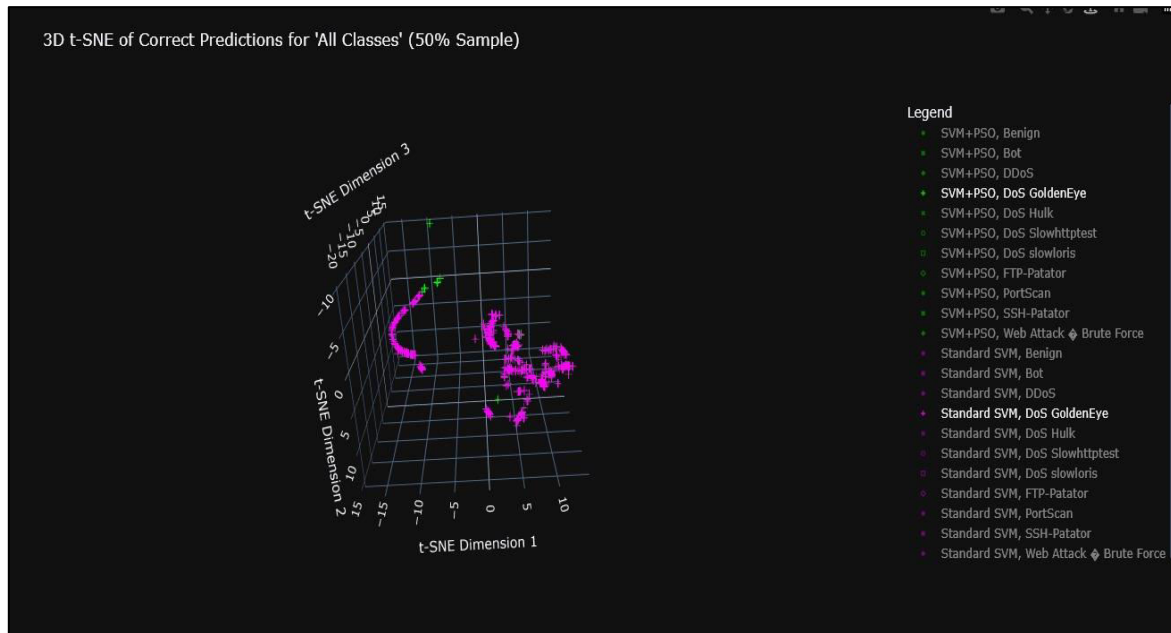 3D t-SNE of Correct Predictions for 'All Classes' (50% Sample)
Legend
SVM+PSO, Benign
SVM+PSO, Bot
SVM+PSO, DDoS
SVM+PSO, DoS GoldenEye
SVM+PSO, DoS Hulk
SVM+PSO, DoS Slowhttptest
SVM+PSO, DoS slowloris
SVM+PSO, FTP-Patator
SVM+PSO, PortScan
SVM+PSO, SSH-Patator
SVM+PSO, Web Attack � Brute Force
Standard SVM, Benign
Standard SVM, Bot
Standard SVM, DDoS
Standard SVM, DoS GoldenEye
Standard SVM, DoS Hulk
Standard SVM, DoS Slowhttptest
Standard SVM, DoS slowloris
Standard SVM, FTP-Patator
Standard SVM, PortScan
Standard SVM, SSH-Patator
Standard SVM, Web Attack � Brute Force
t-SNE Dimension 3
15
−5
−10
−15
−20
t-SNE Dimension 2
−10
−5
0
5
10
15
−15
−10
−5
0
5
10
t-SNE Dimension 1